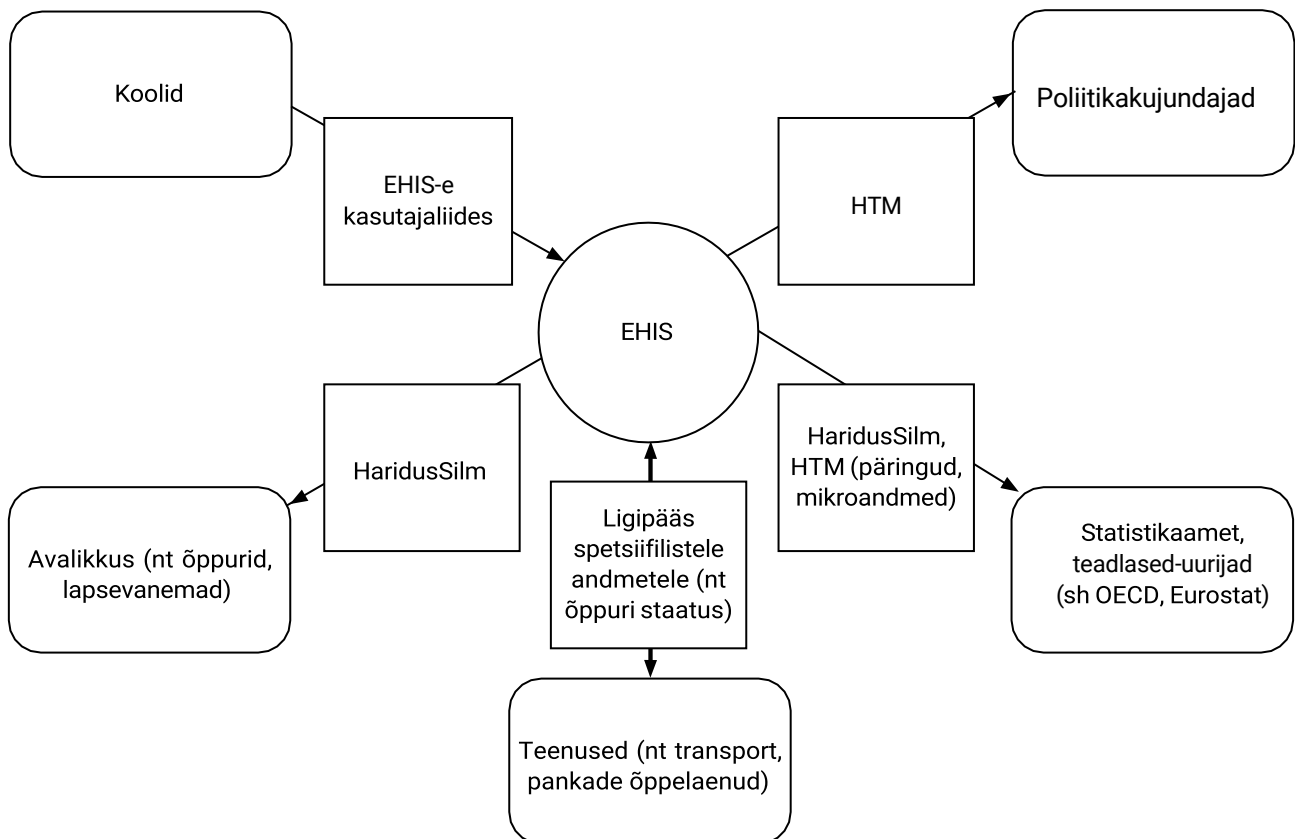 Koolid
Poliitikakujundajad
EHIS-e
kasutajaliides
HTM
EHIS
HaridusSilm
HaridusSilm,
HTM (päringud,
mikroandmed)
Ligipääs
spetsiifilistele
andmetele (nt
õppuri staatus)
Avalikkus (nt õppurid,
lapsevanemad)
Statistikaamet,
teadlased-uurijad
(sh OECD, Eurostat)
Teenused (nt transport,
pankade õppelaenud)